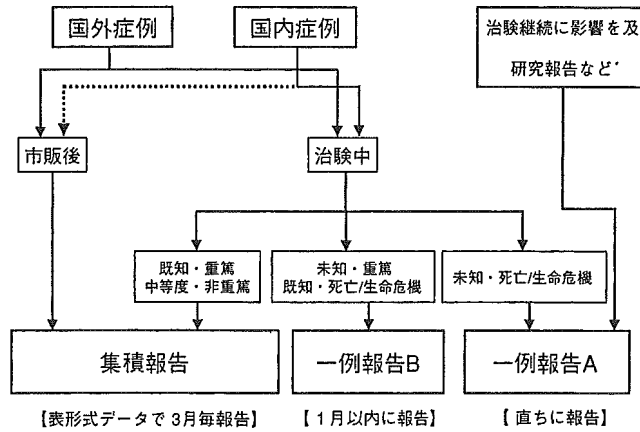 国外症例
国内症例
治験継続に影響を及
研究報告など*
市販後
治験中
既知・重篤
中等度・非重篤
未知・重篤
既知・死亡/生命危機
未知・死亡/生命危機
集積報告
一例報告B
一例報告A
【表形式データで3月毎報告】
【1月以内に報告】
【直ちに報告】